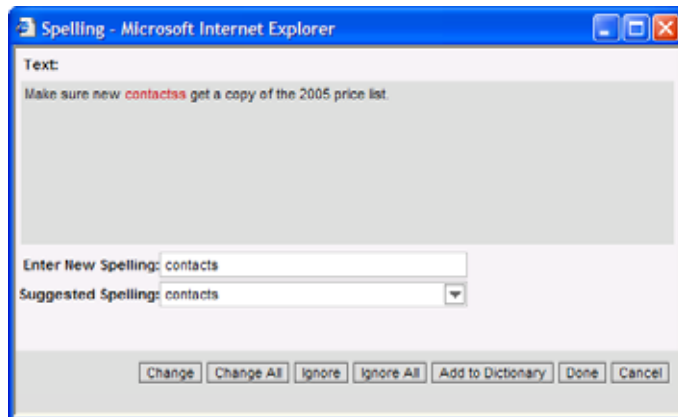 Spelling - Microsoft Internet Explorer
Text:
Make sure new contactss get a copy of the 2005 price list.
Enter New Spelling: contacts
Suggested Spelling: contacts
Change Change All Ignore Ignore All Add to Dictionary Done Cancel